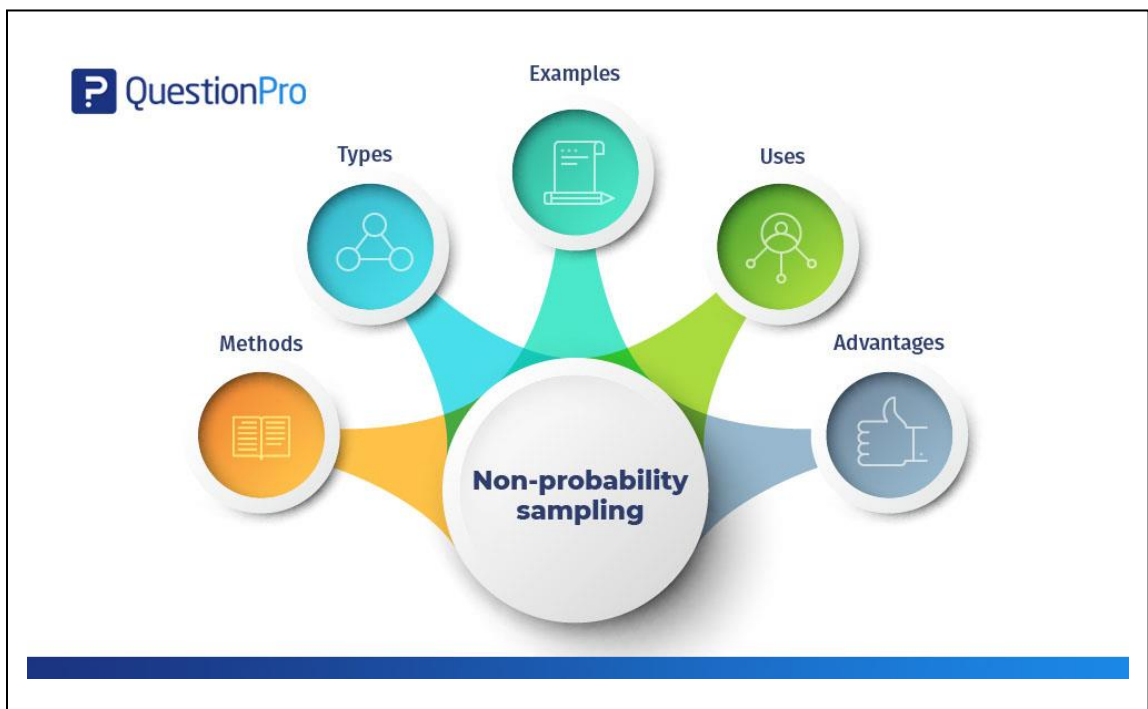 QuestionPro
Examples
Types
Uses
Methods
Advantages
Non-probability
sampling